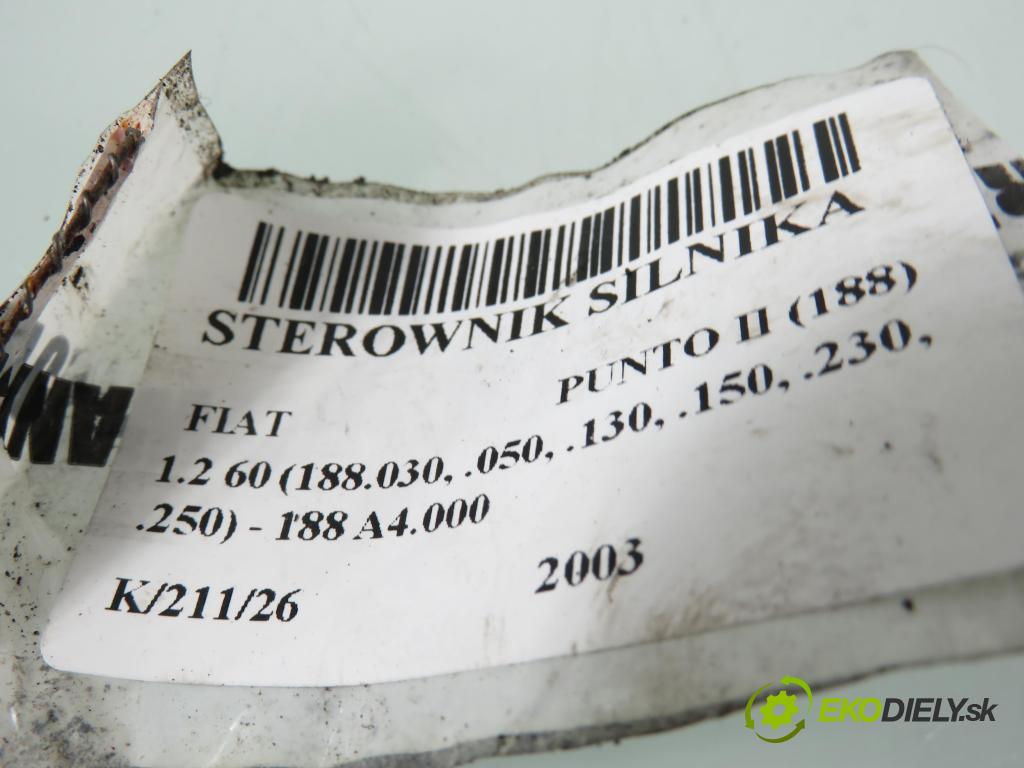 STEROWNIK SILNIKA
FIAT PUNTO II (188)
1.2 60 (188.030, .050, .130, .150, .230,
.250) - 188 A4.000
K/211/26 2003
EKODIELY.sk